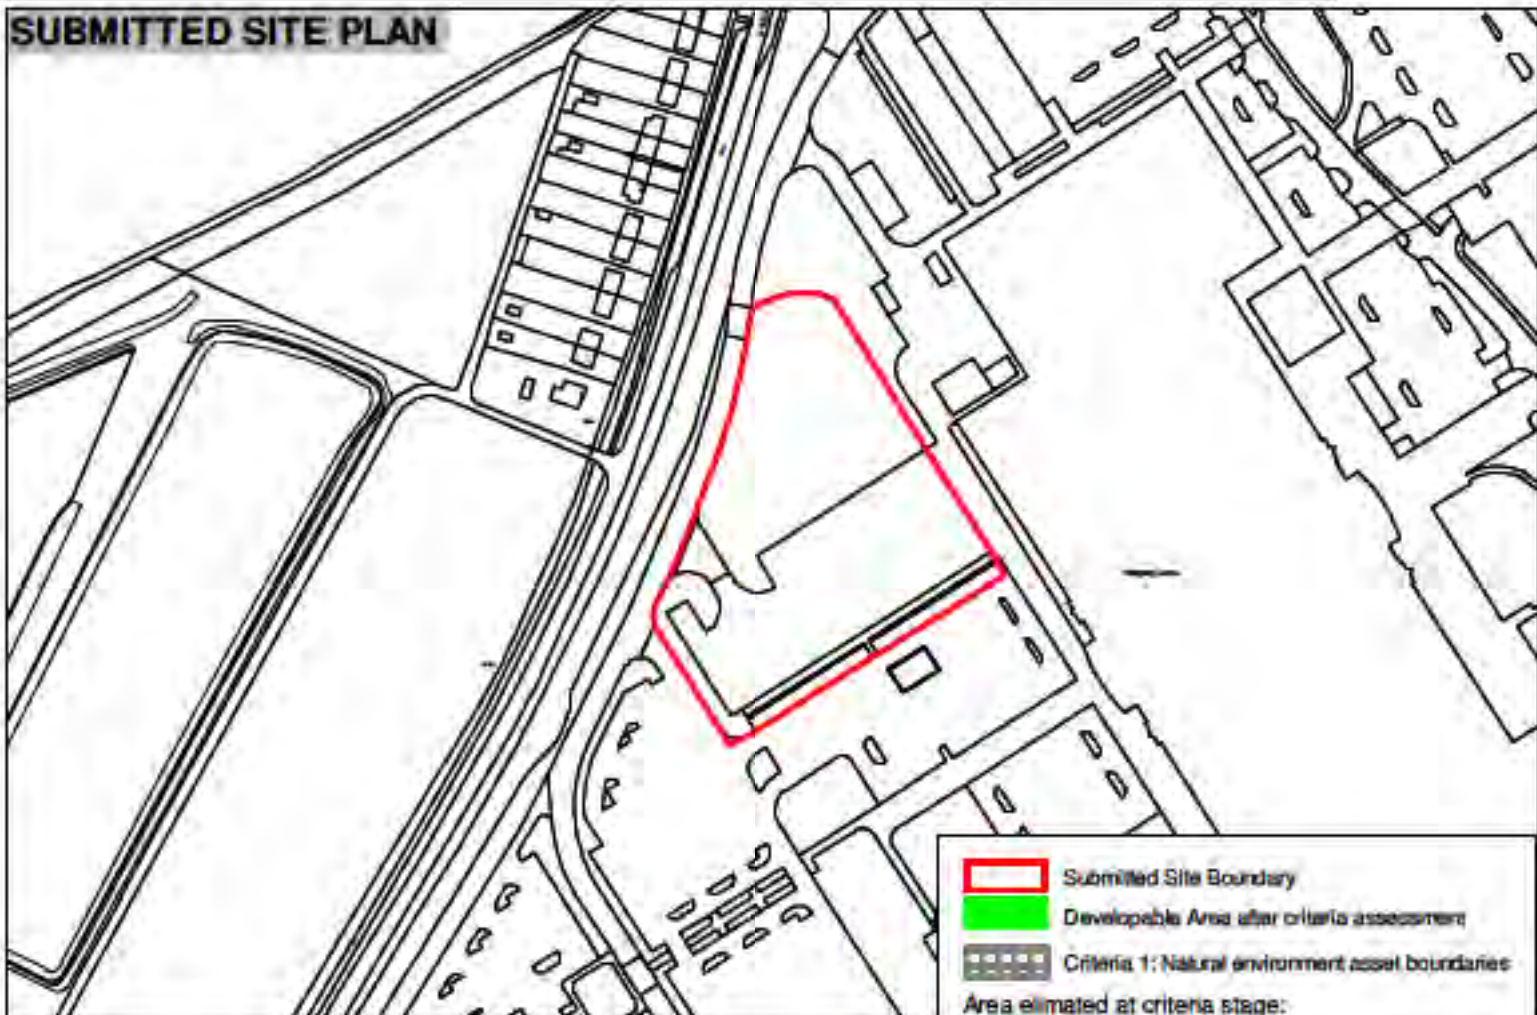 SUBMITTED SITE PLAN
Submitted Site Boundary
Developable Area after criteria assessment
Criteria 1: Natural environment asset boundaries
Area elimated at criteria stage: